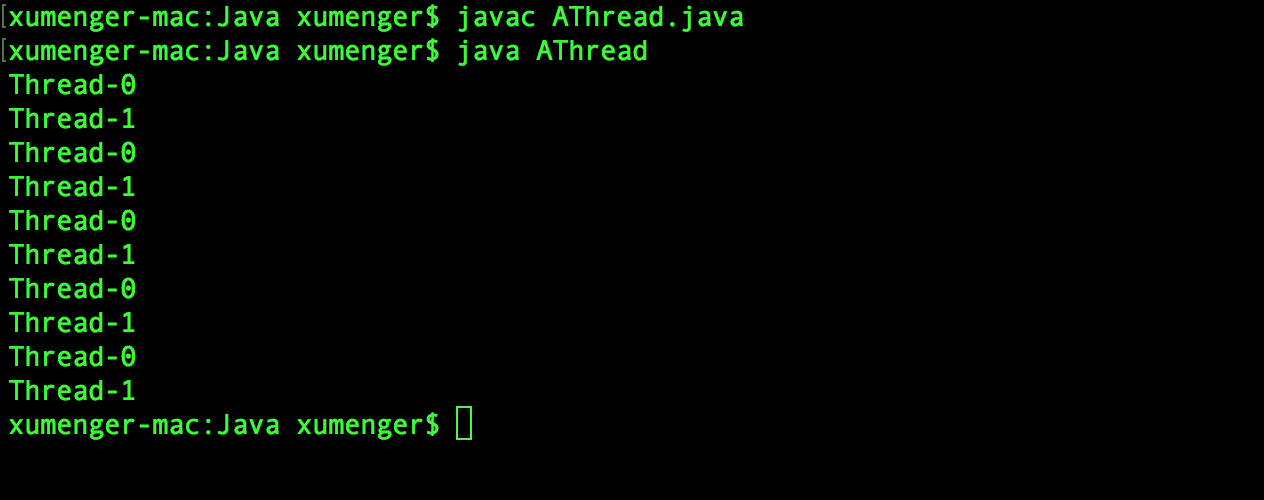 [xumenger-mac:Java xumenger$ javac AThread.java
[xumenger-mac:Java xumenger$ java AThread
Thread-0
Thread-1
Thread-0
Thread-1
Thread-0
Thread-1
Thread-0
Thread-1
Thread-0
Thread-1
xumenger-mac:Java xumenger$